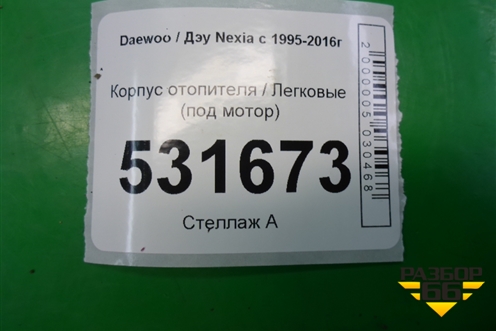 Daewoo / Дэу Nexia с 1995-2016г
Корпус отопителя / Легковые
(под мотор)
531673
Стеллаж А
2000005030468
РАЗБОР
66